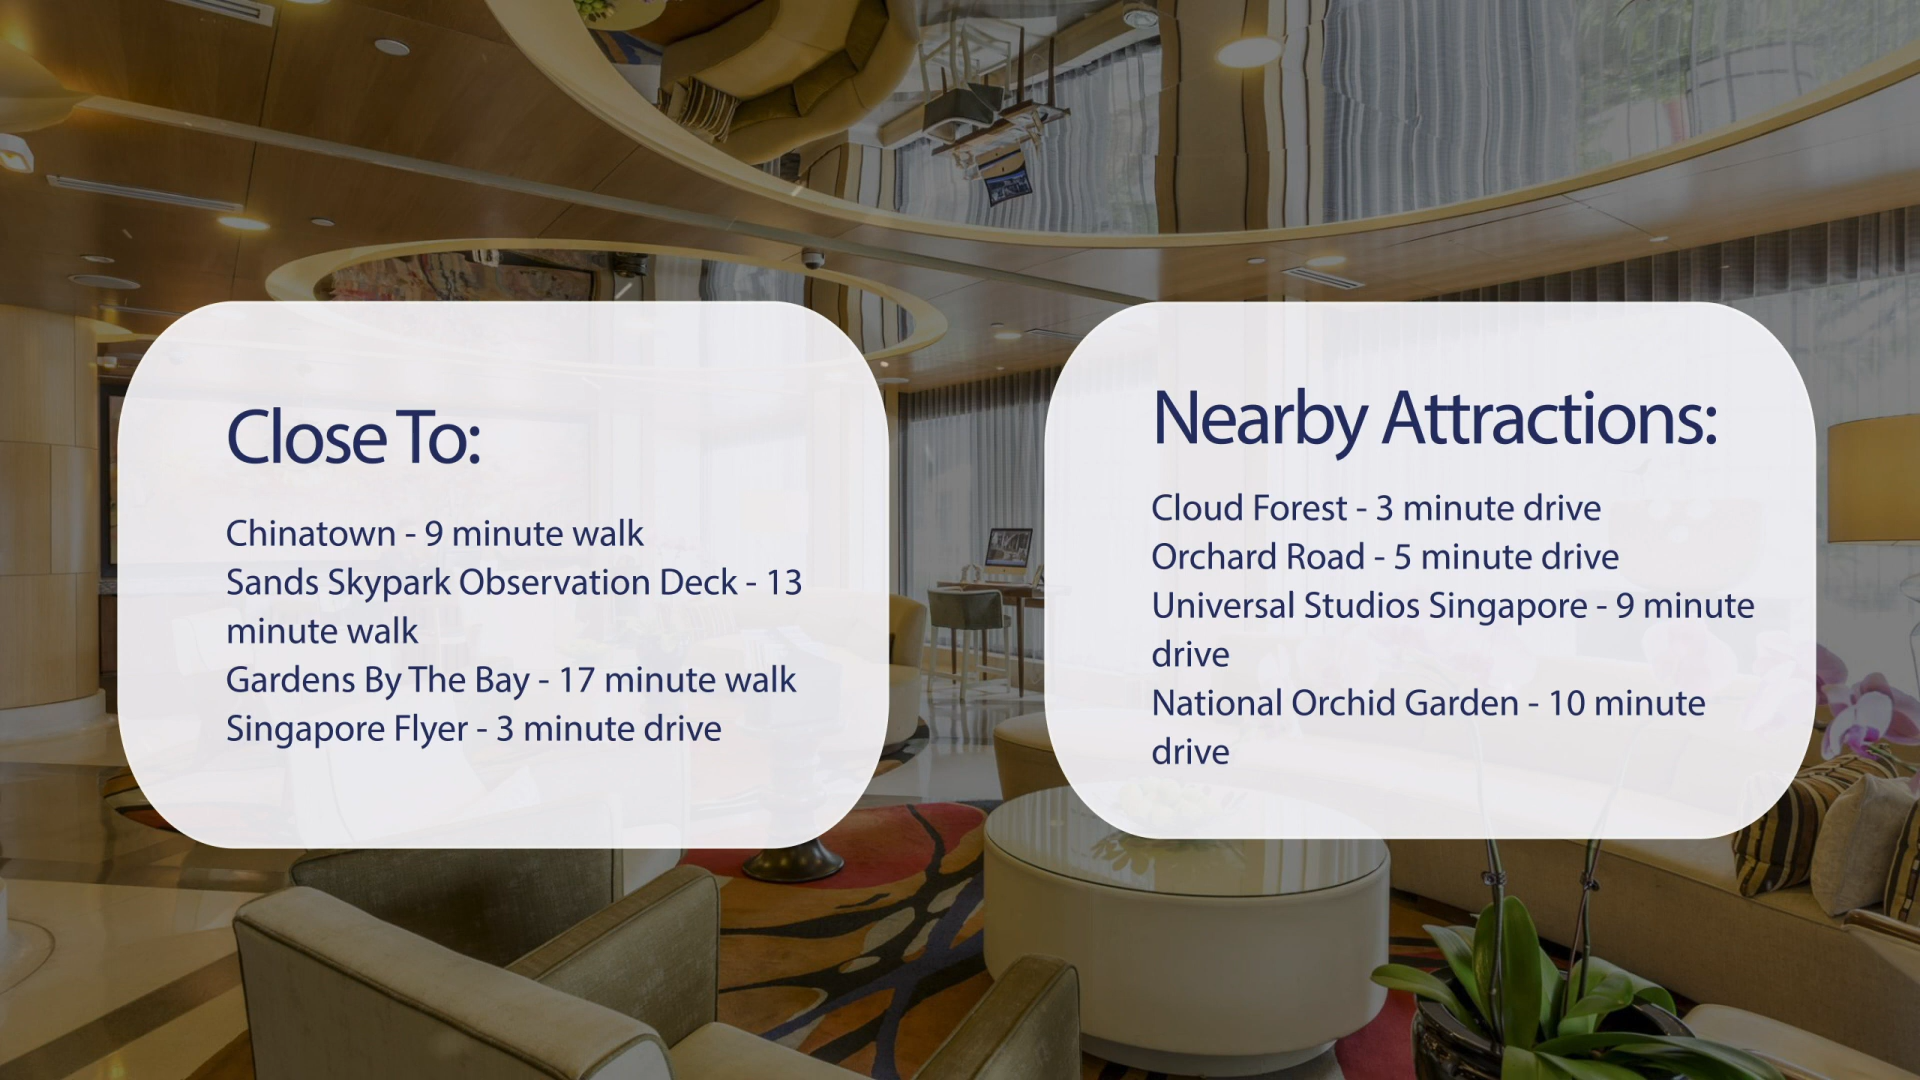 Close To:
Chinatown - 9 minute walk
Sands Skypark Observation Deck - 13
minute walk
Gardens By The Bay - 17 minute walk
Singapore Flyer - 3 minute drive
Nearby Attractions:
Cloud Forest - 3 minute drive
Orchard Road - 5 minute drive
Universal Studios Singapore - 9 minute
drive
National Orchid Garden - 10 minute
drive